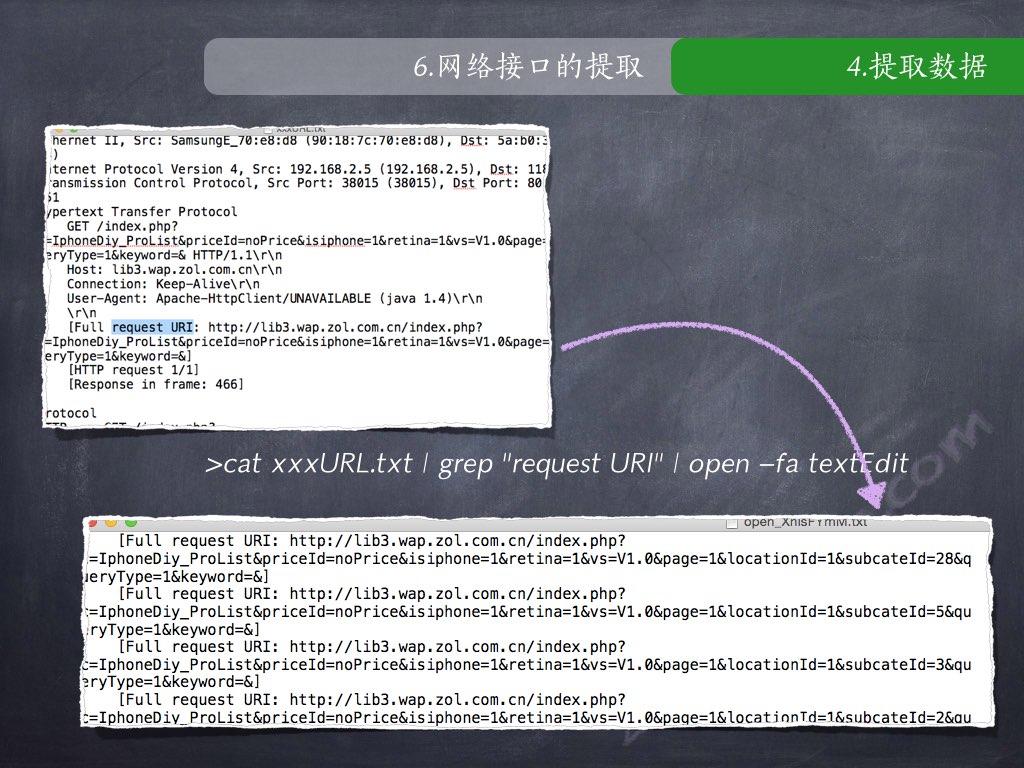 6.网络接口的提取
4.提取数据
xxxURL.txt
hernet II, Src: SamsungE_70:e8:d8 (90:18:7c:70:e8:d8), Dst: 5a:b0:3
)
ternet Protocol Version 4, Src: 192.168.2.5 (192.168.2.5), Dst: 118
ansmission Control Protocol, Src Port: 38015 (38015), Dst Port: 80
51
ypertext Transfer Protocol
GET /index.php?
=IphoneDiy_ProList&priceId=noPrice&isiphone=1&retina=1&vs=V1.0&page=
eryType=1&keyword=& HTTP/1.1\r\n
Host: lib3.wap.zol.com.cn\r\n
Connection: Keep-Alive\r\n
User-Agent: Apache-HttpClient/UNAVAILABLE (java 1.4)\r\n
\r\n
[Full request URI: http://lib3.wap.zol.com.cn/index.php?
=IphoneDiy_ProList&priceId=noPrice&isiphone=1&retina=1&vs=V1.0&page=
eryType=1&keyword=&]
[HTTP request 1/1]
[Response in frame: 466]
rotocol
>cat xxxURL.txt | grep "request URI" | open –fa textEdit
.com
open_XhisFYmM.txt
[Full request URI: http://lib3.wap.zol.com.cn/index.php?
c=IphoneDiy_ProList&priceId=noPrice&isiphone=1&retina=1&vs=V1.0&page=1&locationId=1&subcateId=28&q
ueryType=1&keyword=&]
[Full request URI: http://lib3.wap.zol.com.cn/index.php?
c=IphoneDiy_ProList&priceId=noPrice&isiphone=1&retina=1&vs=V1.0&page=1&locationId=1&subcateId=5&qu
eryType=1&keyword=&]
[Full request URI: http://lib3.wap.zol.com.cn/index.php?
c=IphoneDiy_ProList&priceId=noPrice&isiphone=1&retina=1&vs=V1.0&page=1&locationId=1&subcateId=3&qu
eryType=1&keyword=&]
[Full request URI: http://lib3.wap.zol.com.cn/index.php?
c=IphoneDiy_ProList&priceId=noPrice&isiphone=1&retina=1&vs=V1.0&page=1&locationId=1&subcateId=2&qu